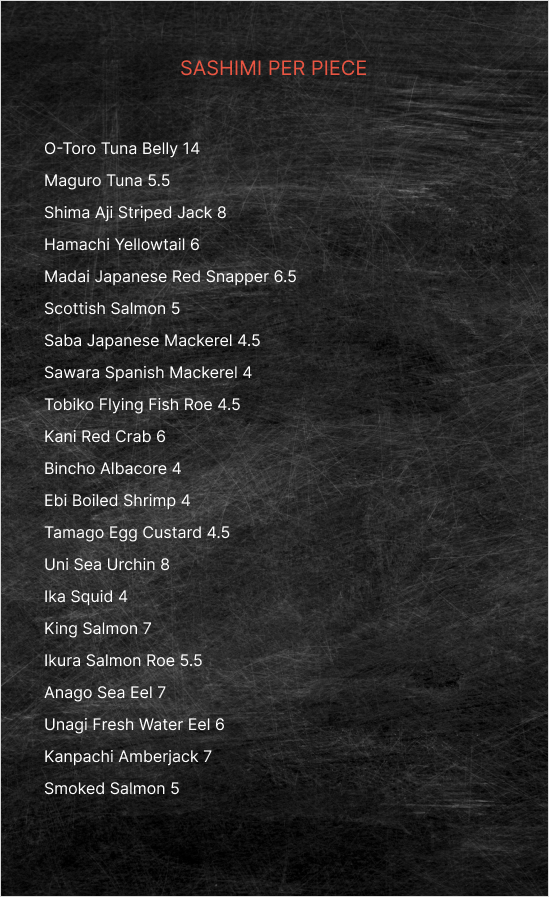 SASHIMI PER PIECE
O-Toro Tuna Belly 14
Maguro Tuna 5.5
Shima Aji Striped Jack 8
Hamachi Yellowtail 6
Madai Japanese Red Snapper 6.5
Scottish Salmon 5
Saba Japanese Mackerel 4.5
Sawara Spanish Mackerel 4
Tobiko Flying Fish Roe 4.5
Kani Red Crab 6
Bincho Albacore 4
Ebi Boiled Shrimp 4
Tamago Egg Custard 4.5
Uni Sea Urchin 8
Ika Squid 4
King Salmon 7
Ikura Salmon Roe 5.5
Anago Sea Eel 7
Unagi Fresh Water Eel 6
Kanpachi Amberjack 7
Smoked Salmon 5